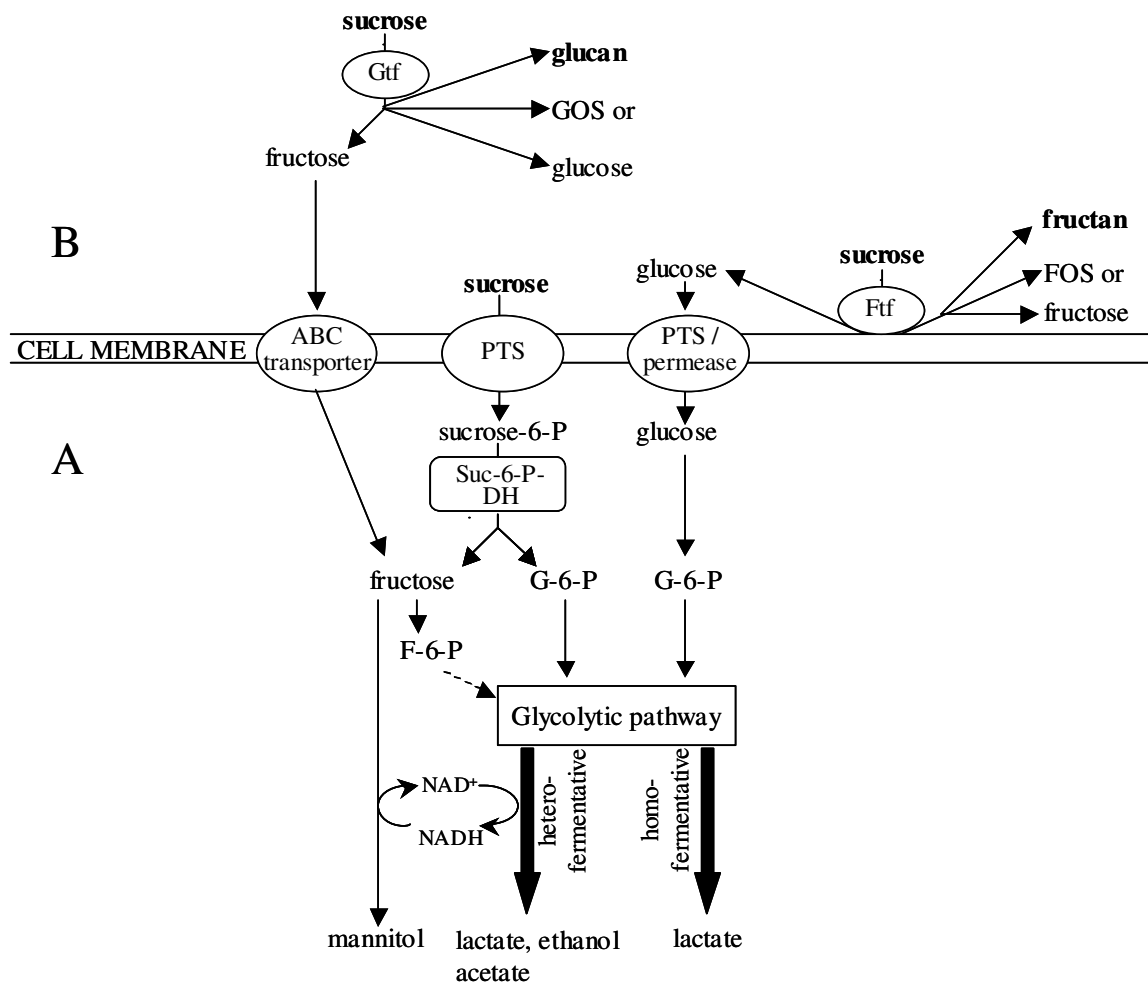 sucrose
Gtf
glucan
GOS or
glucose
fructose
B
fructan
sucrose
FOS or
glucose
Ftf
fructose
sucrose
CELL MEMBRANE
ABC
transporter
PTS
PTS /
permease
sucrose-6-P
glucose
A
Suc-6-P-
DH
fructose
G-6-P
G-6-P
F-6-P
Glycolytic pathway
NAD⁺
NADH
hetero-
fermentative
homo-
fermentative
mannitol
lactate, ethanol
acetate
lactate